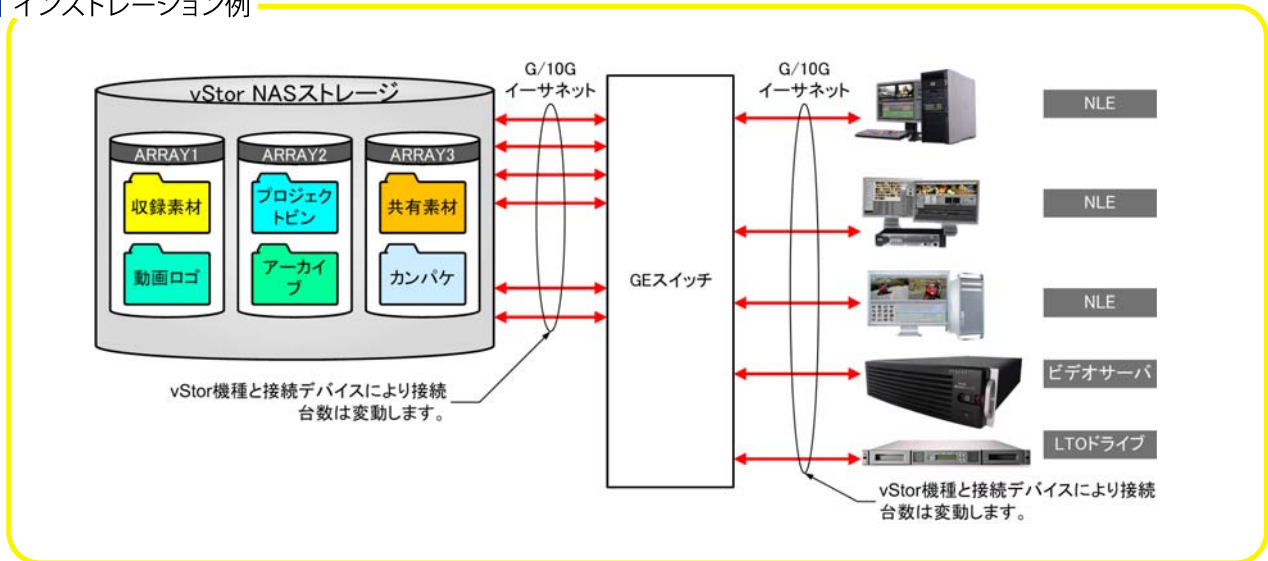 インストレーション例
vStor NASストレージ
ARRAY1
収録素材
動画ロゴ
ARRAY2
プロジェク
トビン
アーカイ
ブ
ARRAY3
共有素材
カンパケ
G/10G
イーサネット
vStor機種と接続デバイスにより接続
台数は変動します。
GEスイッチ
G/10G
イーサネット
NLE
NLE
NLE
ビデオサーバ
LTOドライブ
vStor機種と接続デバイスにより接続
台数は変動します。